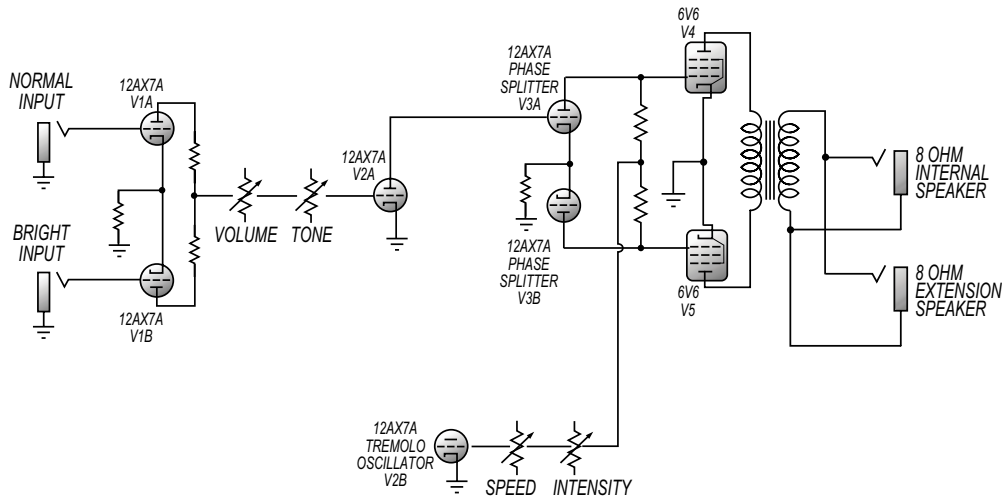 NORMAL
INPUT
12AX7A
V1A
BRIGHT
INPUT
12AX7A
V1B
VOLUME
TONE
12AX7A
V2A
12AX7A
PHASE
SPLITTER
V3A
12AX7A
PHASE
SPLITTER
V3B
6V6
V4
6V6
V5
8 OHM
INTERNAL
SPEAKER
8 OHM
EXTENSION
SPEAKER
12AX7A
TREMOLO
OSCILLATOR
V2B
SPEED
INTENSITY